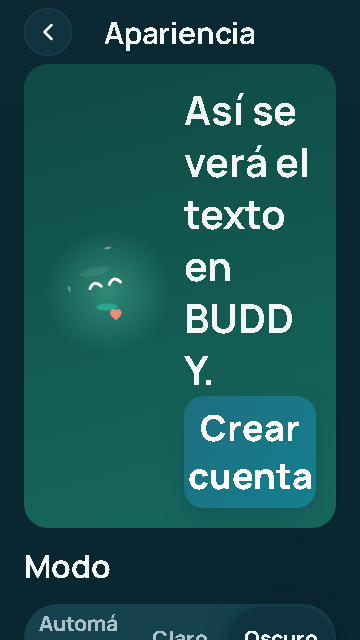 Apariencia
Así se
verá el
texto
en
BUDD
Y.
Crear
cuenta
Modo
Automá
Claro
Oscuro